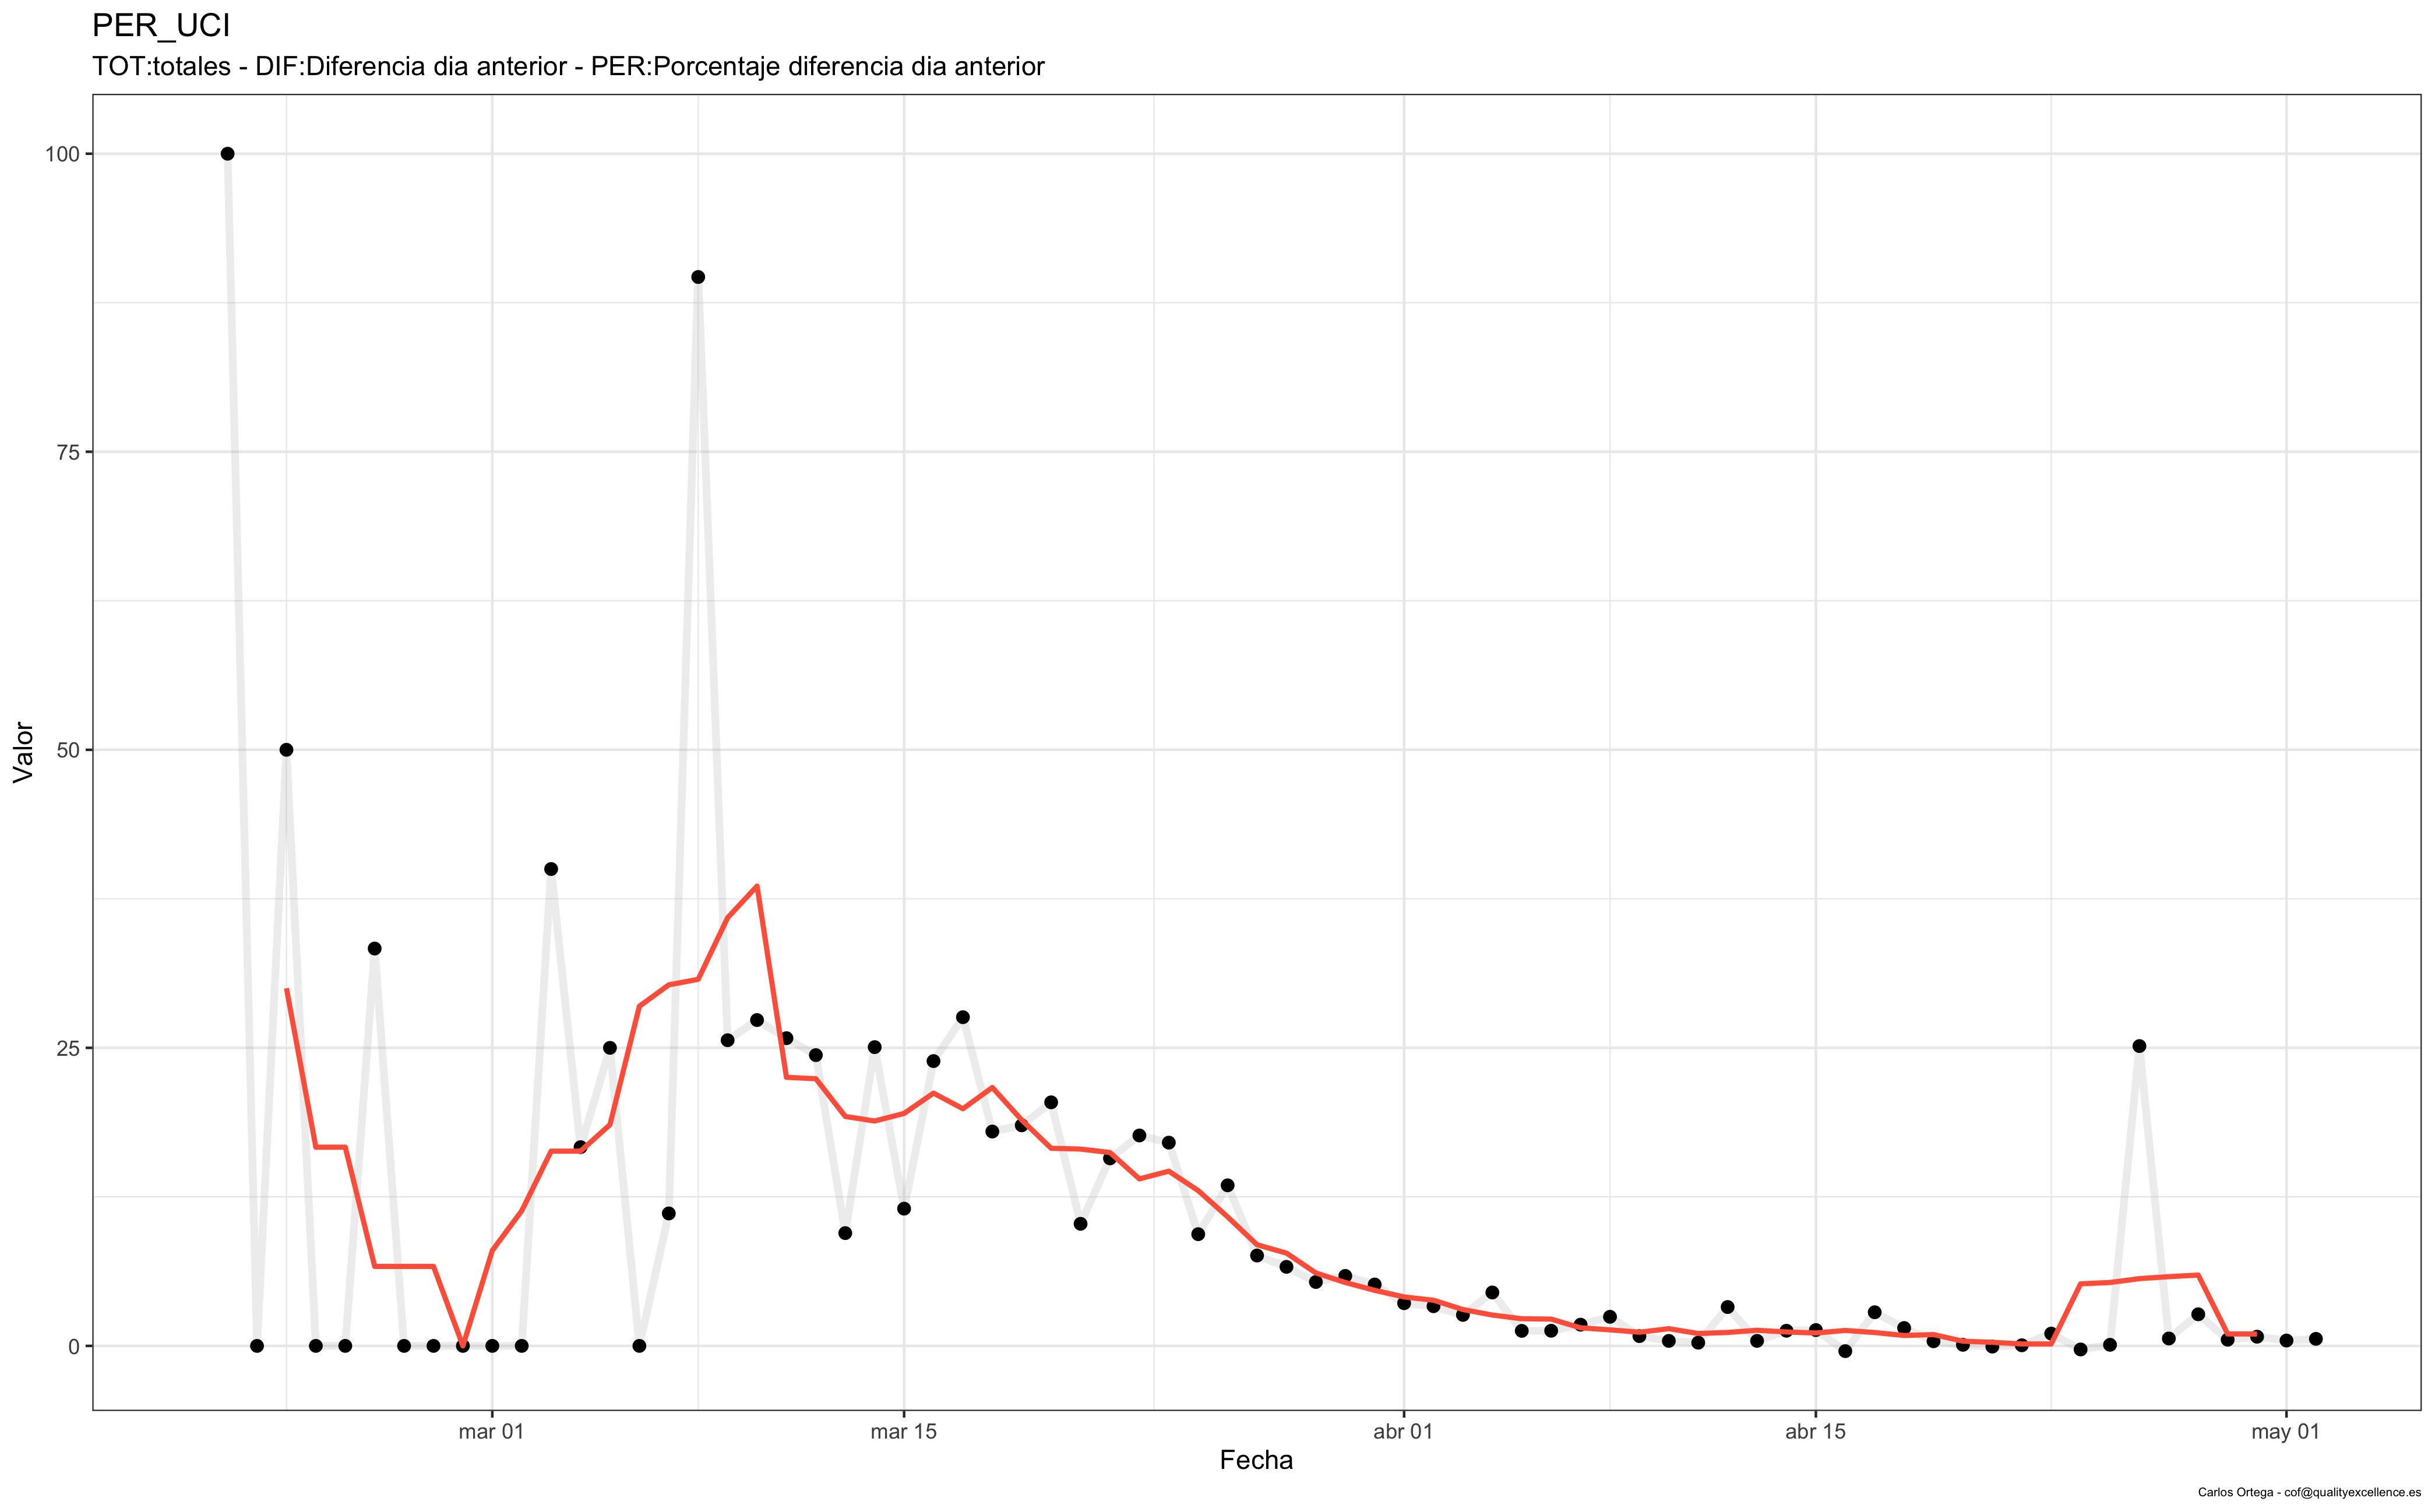 PER_UCI
TOT:totales - DIF:Diferencia dia anterior - PER:Porcentaje diferencia dia anterior
100
75
50
25
0
Valor
mar 01
mar 15
abr 01
abr 15
may 01
Fecha
Carlos Ortega - cof@qualityexcellence.es